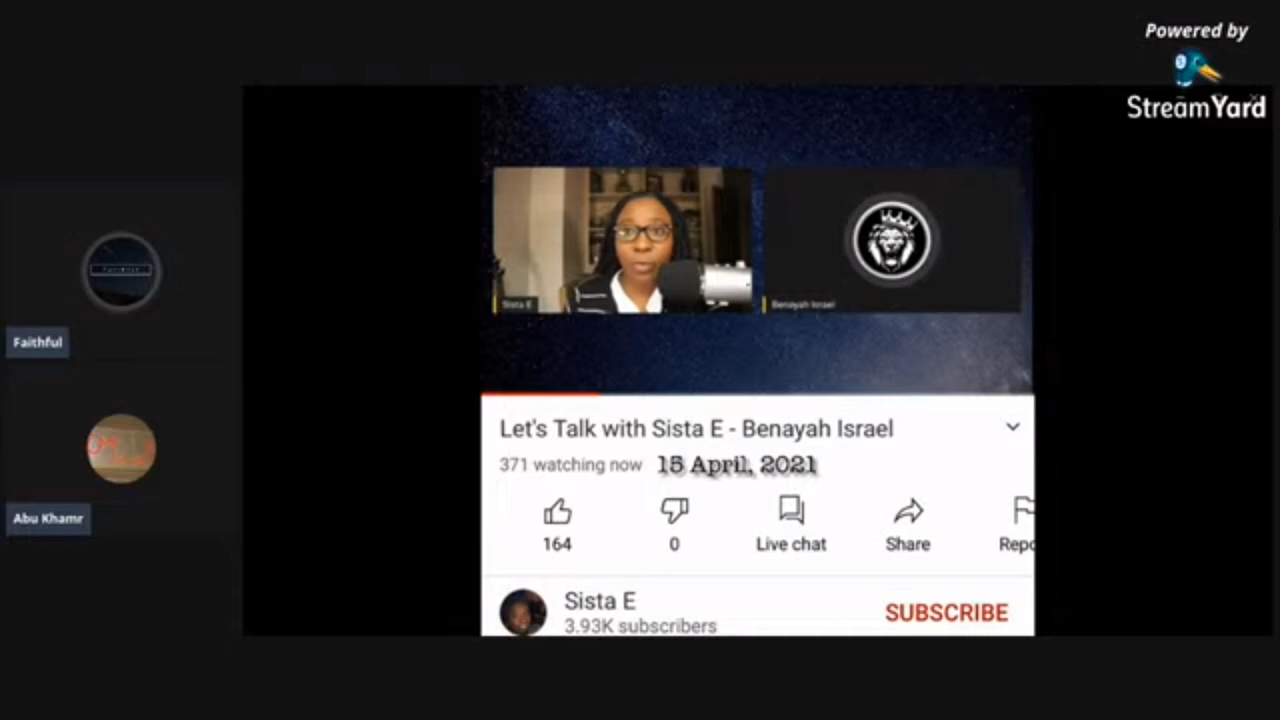 Powered by
StreamYard
Faithful
Abu Khamr
Sista E
Benayah Israel
Let's Talk with Sista E - Benayah Israel
371 watching now
15 April, 2021
164
0
Live chat
Share
Repo
Sista E
3.93K subscribers
SUBSCRIBE